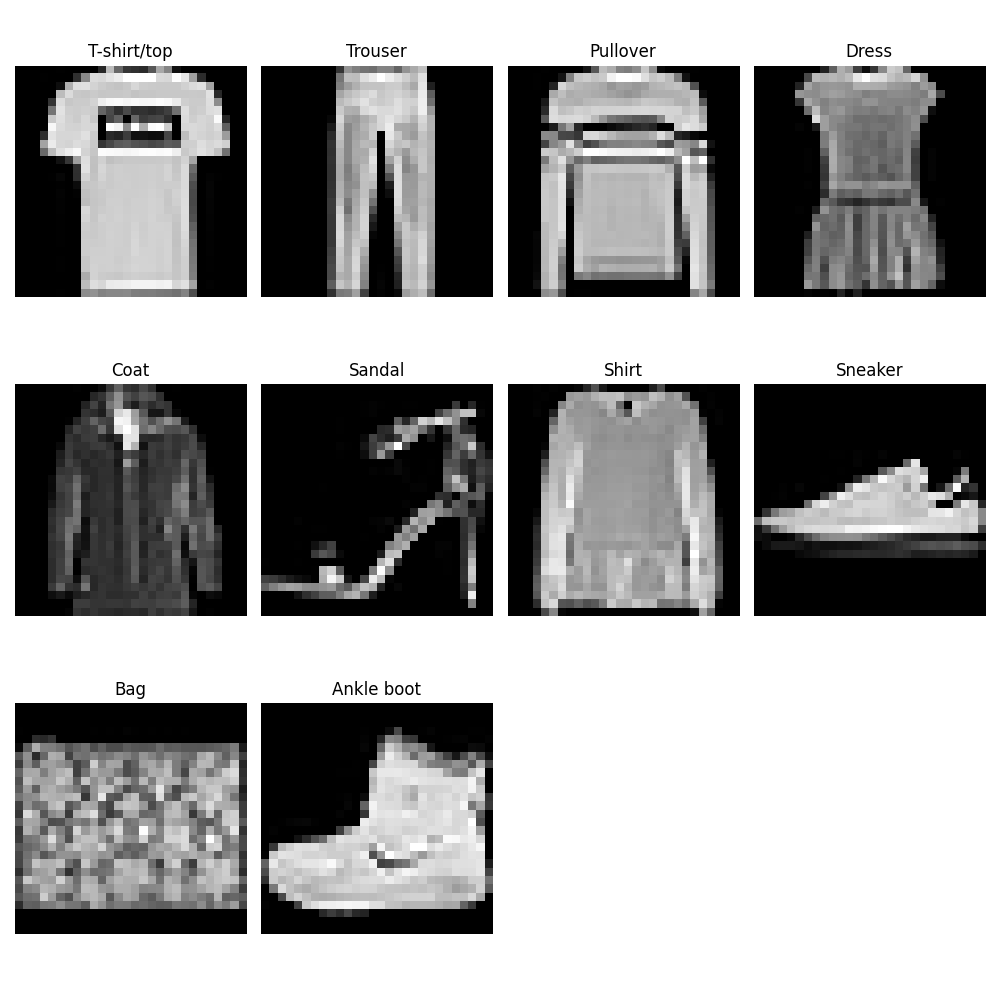 T-shirt/top
Trouser
Pullover
Dress
Coat
Sandal
Shirt
Sneaker
Bag
Ankle boot